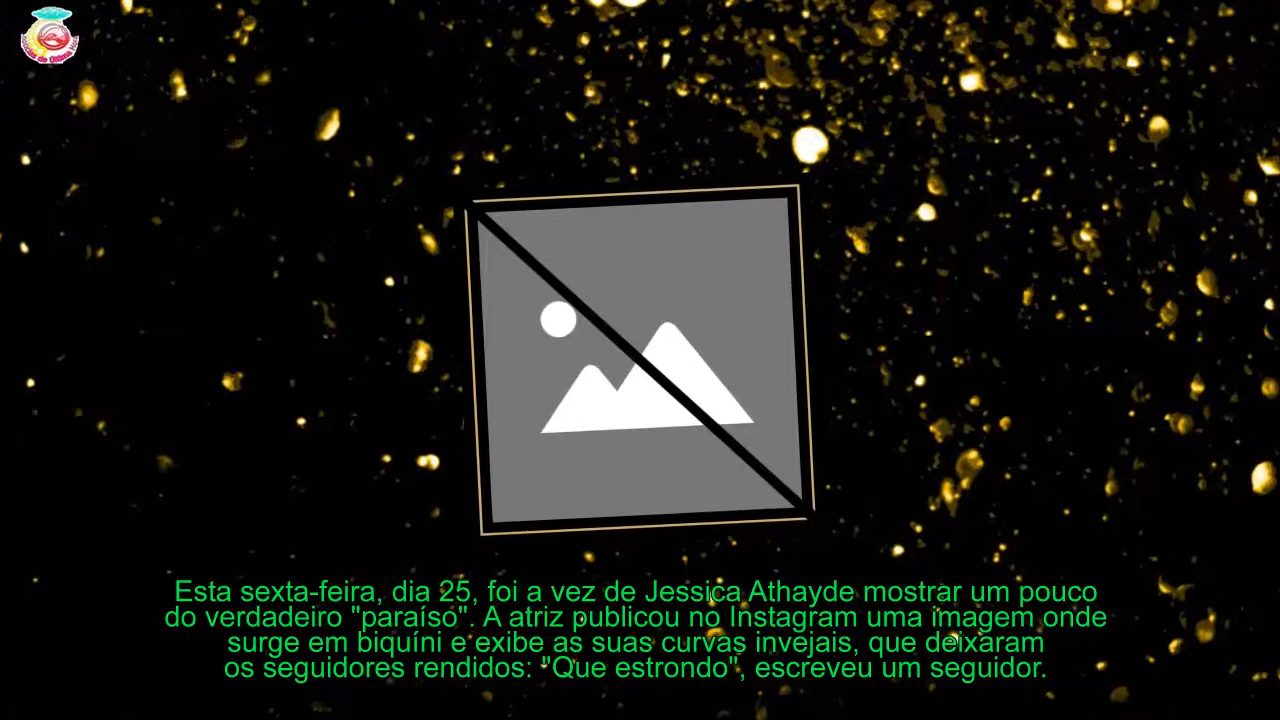 Esta sexta-feira, dia 25, foi a vez de Jessica Athayde mostrar um pouco
do verdadeiro "paraíso". A atriz publicou no Instagram uma imagem onde
surge em biquíni e exibe as suas curvas invejais, que deixaram
os seguidores rendidos: "Que estrondo", escreveu um seguidor.